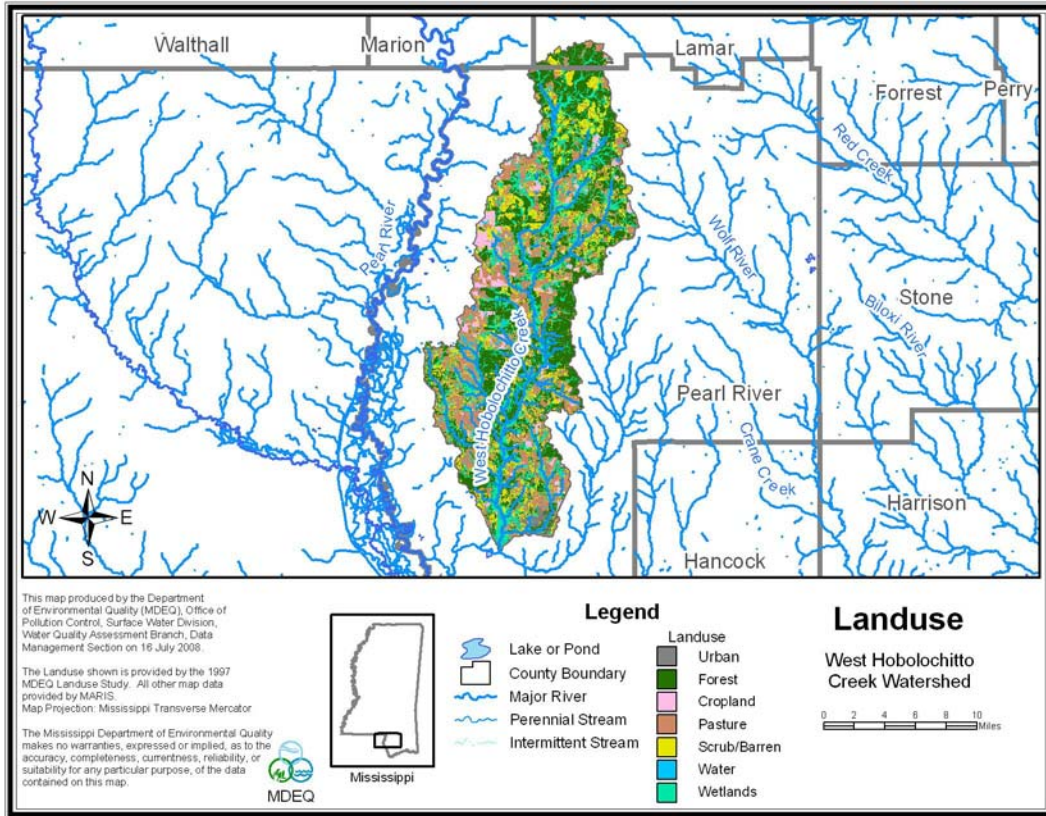 Walthall
Marion
Lamar
Forrest
Perry
Red Creek
Pearl River
Wolf River
Stone
Biloxi River
West Hobolochitto Creek
Pearl River
Crane Creek
Harrison
Hancock
N
W E
S
This map produced by the Department
of Environmental Quality (MDEQ), Office of
Pollution Control, Surface Water Division,
Water Quality Assessment Branch, Data
Management Section on 16 July 2008.
The Landuse shown is provided by the 1997
MDEQ Landuse Study. All other map data
provided by MARIS.
Map Projection: Mississippi Transverse Mercator
The Mississippi Department of Environmental Quality
makes no warranties, expressed or implied, as to the
accuracy, completeness, currentness, reliability, or
suitability for any particular purpose, of the data
contained on this map.
MDEQ
Mississippi
Legend
Lake or Pond
County Boundary
Major River
Perennial Stream
Intermittent Stream
Landuse
Urban
Forest
Cropland
Pasture
Scrub/Barren
Water
Wetlands
Landuse
West Hobolochitto
Creek Watershed
0 2 4 6 8 10
Miles